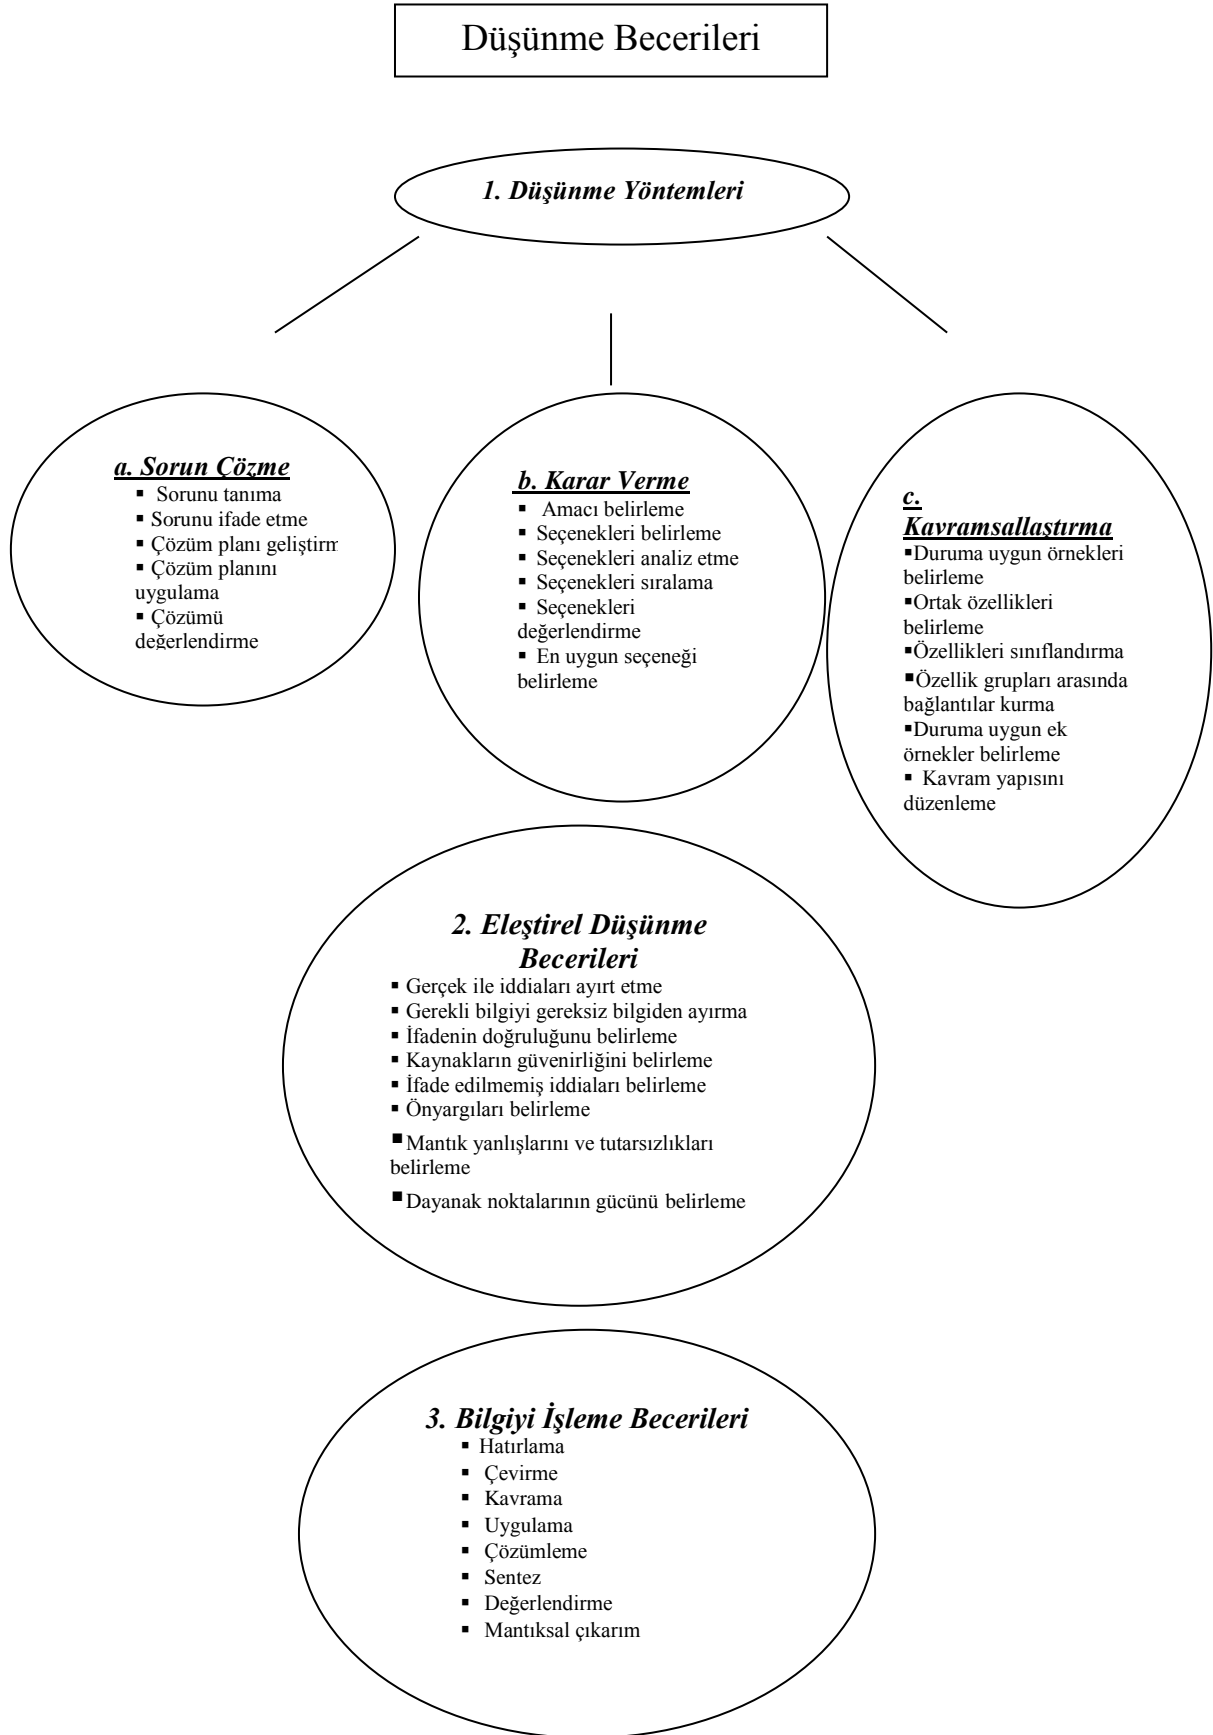 Düşünme Becerileri
1. Düşünme Yöntemleri
a. Sorun Çözme
▪ Sorunu tanıma
▪ Sorunu ifade etme
▪ Çözüm planı geliştirm
▪ Çözüm planını
uygulama
▪ Çözümü
değerlendirme
b. Karar Verme
▪ Amacı belirleme
▪ Seçenekleri belirleme
▪ Seçenekleri analiz etme
▪ Seçenekleri sıralama
▪ Seçenekleri
değerlendirme
▪ En uygun seçeneği
belirleme
c.
Kavramsallaştırma
▪Duruma uygun örnekleri
belirleme
▪Ortak özellikleri
belirleme
▪Özellikleri sınıflandırma
▪Özellik grupları arasında
bağlantılar kurma
▪Duruma uygun ek
örnekler belirleme
▪ Kavram yapısını
düzenleme
2. Eleştirel Düşünme
Becerileri
▪ Gerçek ile iddiaları ayırt etme
▪ Gerekli bilgiyi gereksiz bilgiden ayırma
▪ İfadenin doğruluğunu belirleme
▪ Kaynakların güvenirliğini belirleme
▪ İfade edilmemiş iddiaları belirleme
▪ Önyargıları belirleme
▪ Mantık yanlışlarını ve tutarsızlıkları
belirleme
▪ Dayanak noktalarının gücünü belirleme
3. Bilgiyi İşleme Becerileri
▪ Hatırlama
▪ Çevirme
▪ Kavrama
▪ Uygulama
▪ Çözümleme
▪ Sentez
▪ Değerlendirme
▪ Mantıksal çıkarım